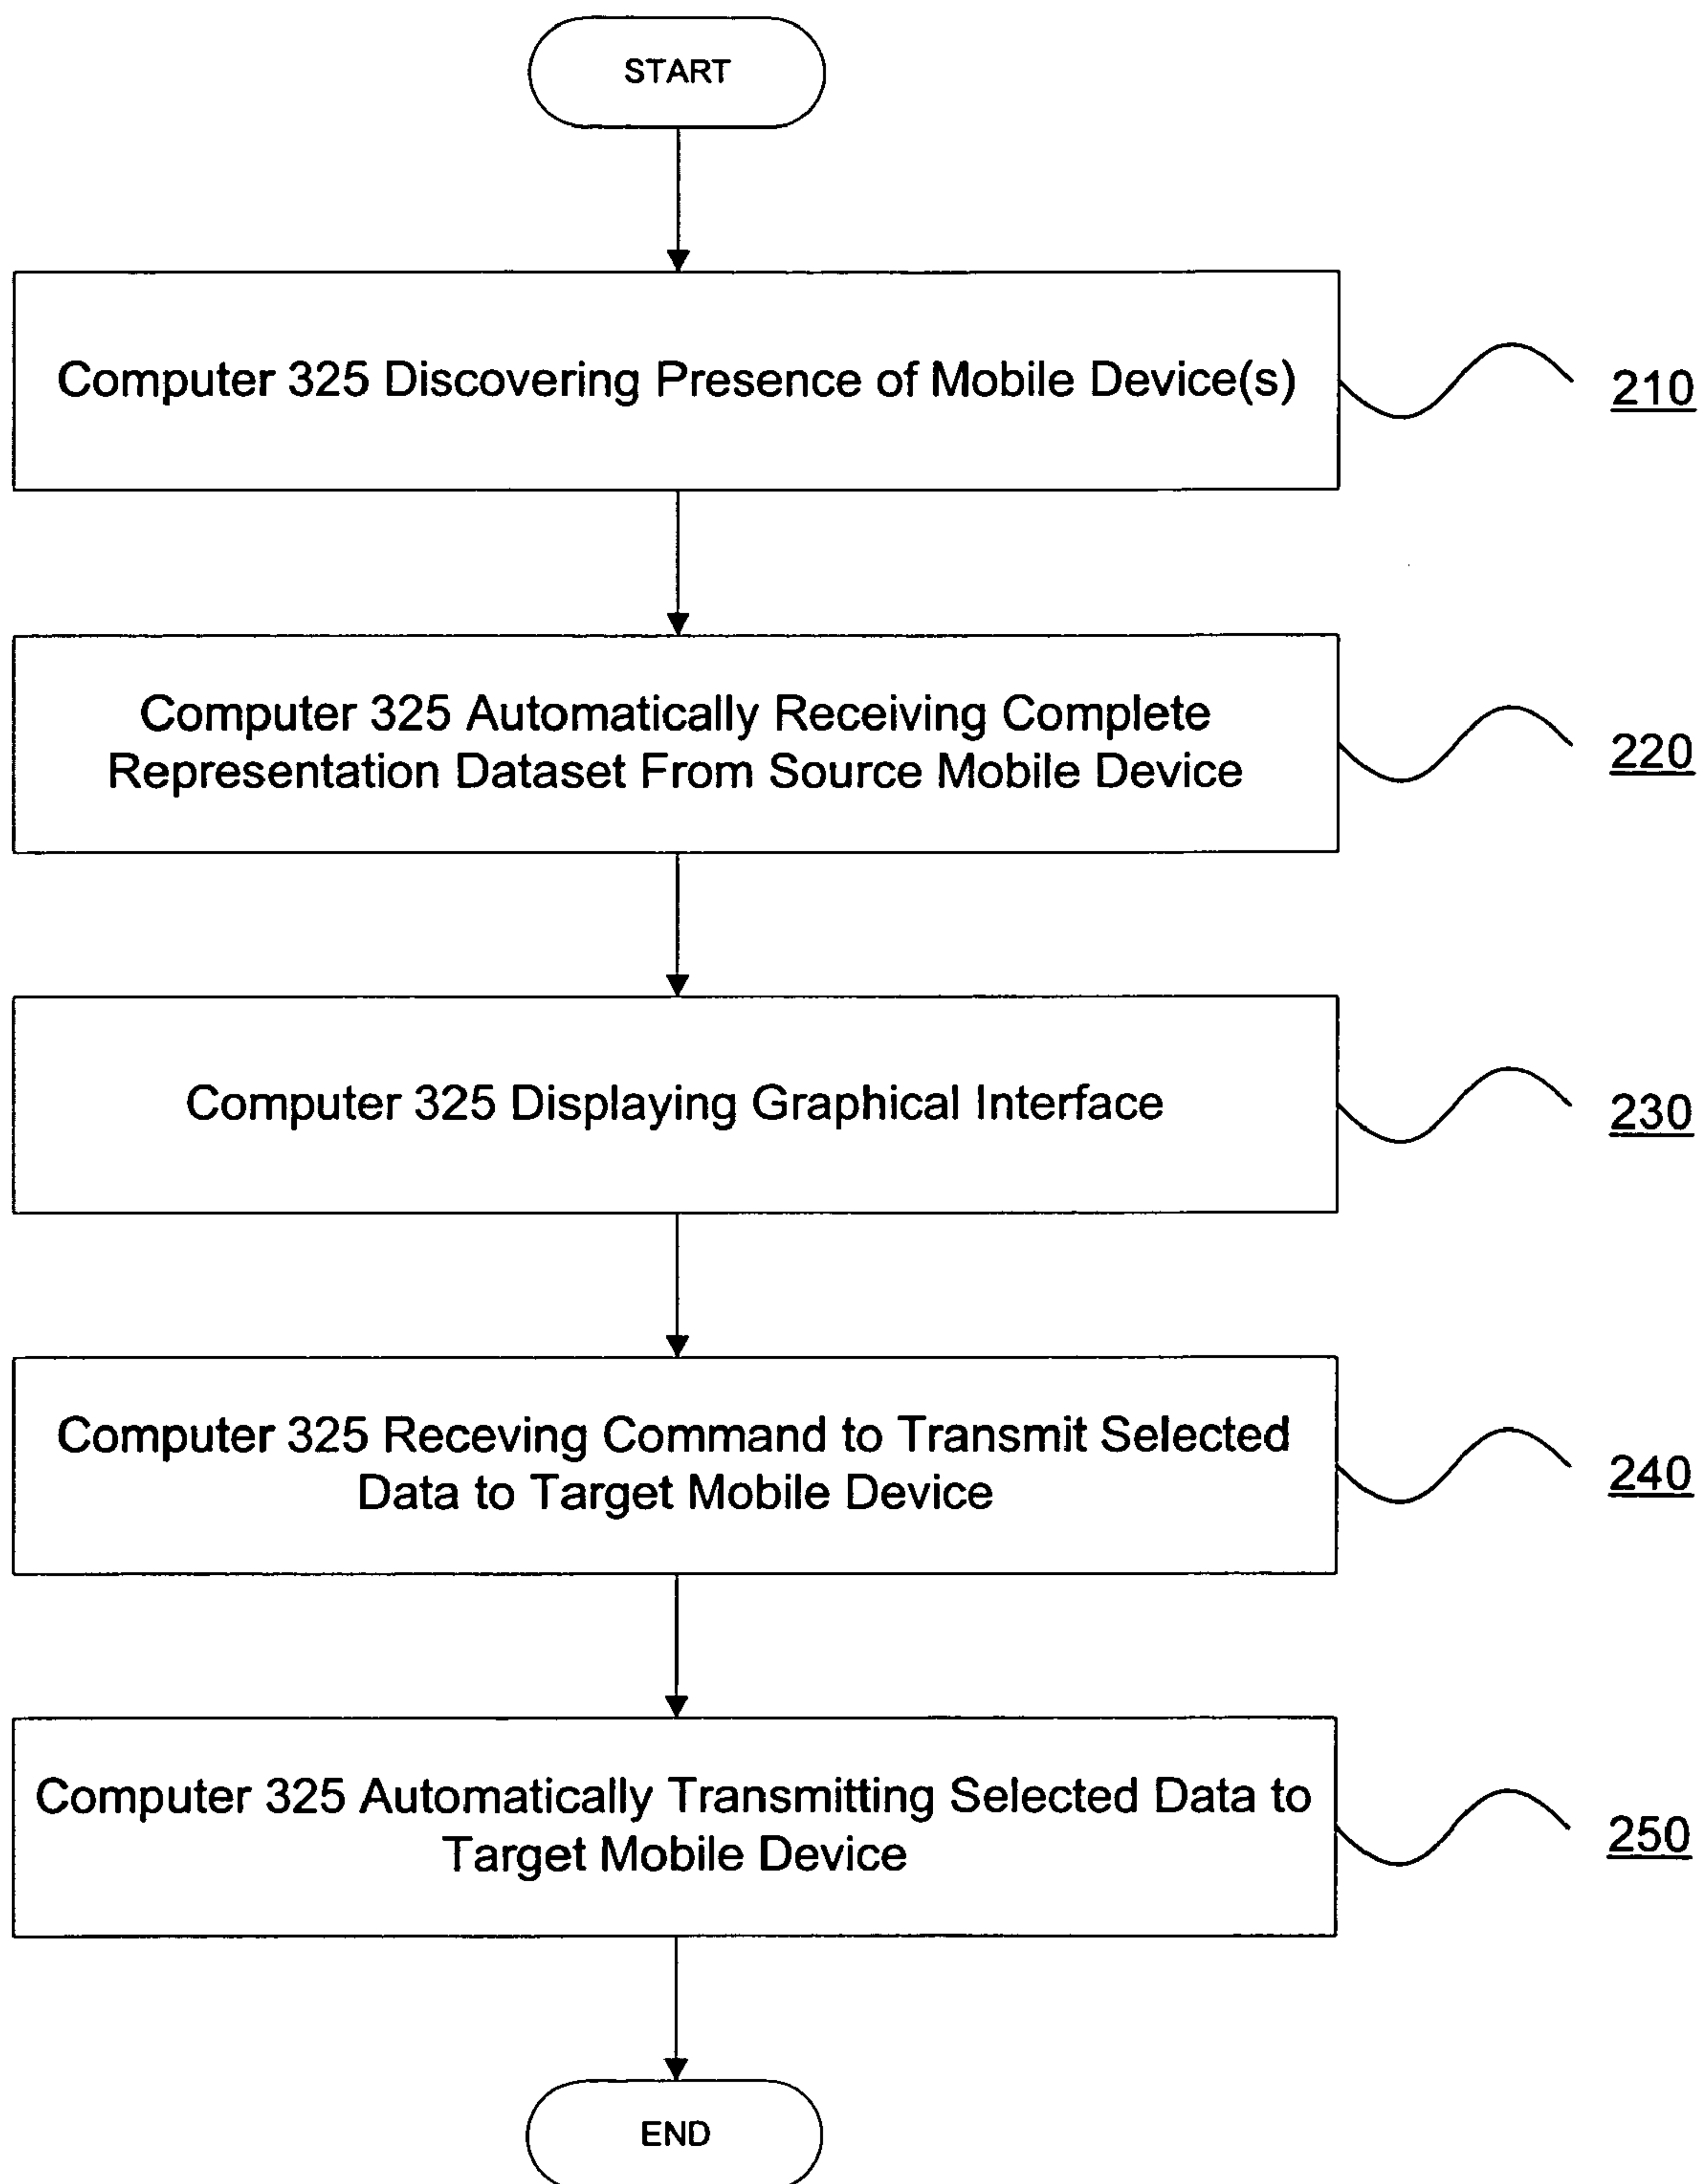 START
Computer 325 Discovering Presence of Mobile Device(s)
210
Computer 325 Automatically Receiving Complete
Representation Dataset From Source Mobile Device
220
Computer 325 Displaying Graphical Interface
230
Computer 325 Receving Command to Transmit Selected
Data to Target Mobile Device
240
Computer 325 Automatically Transmitting Selected Data to
Target Mobile Device
250
END